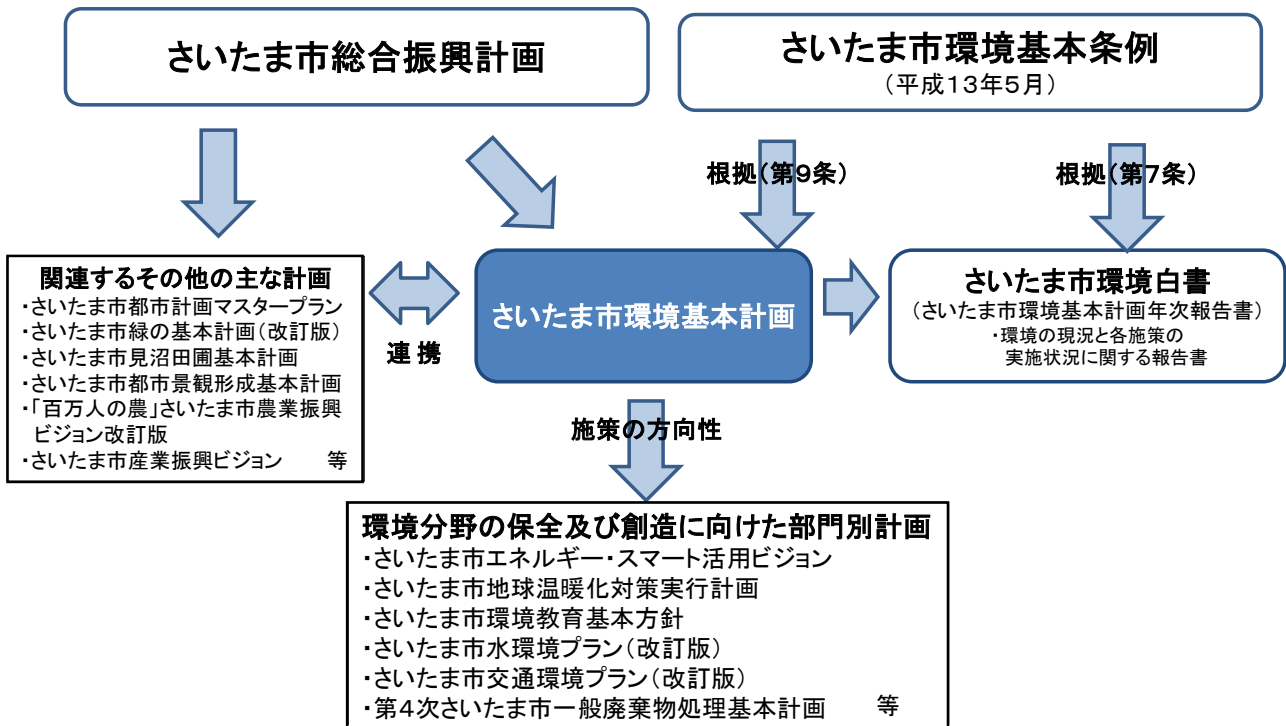 さいたま市総合振興計画
さいたま市環境基本条例
（平成１３年５月）
根拠（第９条）
根拠（第７条）
関連するその他の主な計画
・さいたま市都市計画マスタープラン
・さいたま市緑の基本計画（改訂版）
・さいたま市見沼田圃基本計画
・さいたま市都市景観形成基本計画
・「百万人の農」さいたま市農業振興
ビジョン改訂版
・さいたま市産業振興ビジョン　　等
連 携
さいたま市環境基本計画
さいたま市環境白書
（さいたま市環境基本計画年次報告書）
・環境の現況と各施策の
実施状況に関する報告書
施策の方向性
環境分野の保全及び創造に向けた部門別計画
・さいたま市エネルギー・スマート活用ビジョン
・さいたま市地球温暖化対策実行計画
・さいたま市環境教育基本方針
・さいたま市水環境プラン（改訂版）
・さいたま市交通環境プラン（改訂版）
・第４次さいたま市一般廃棄物処理基本計画　　等